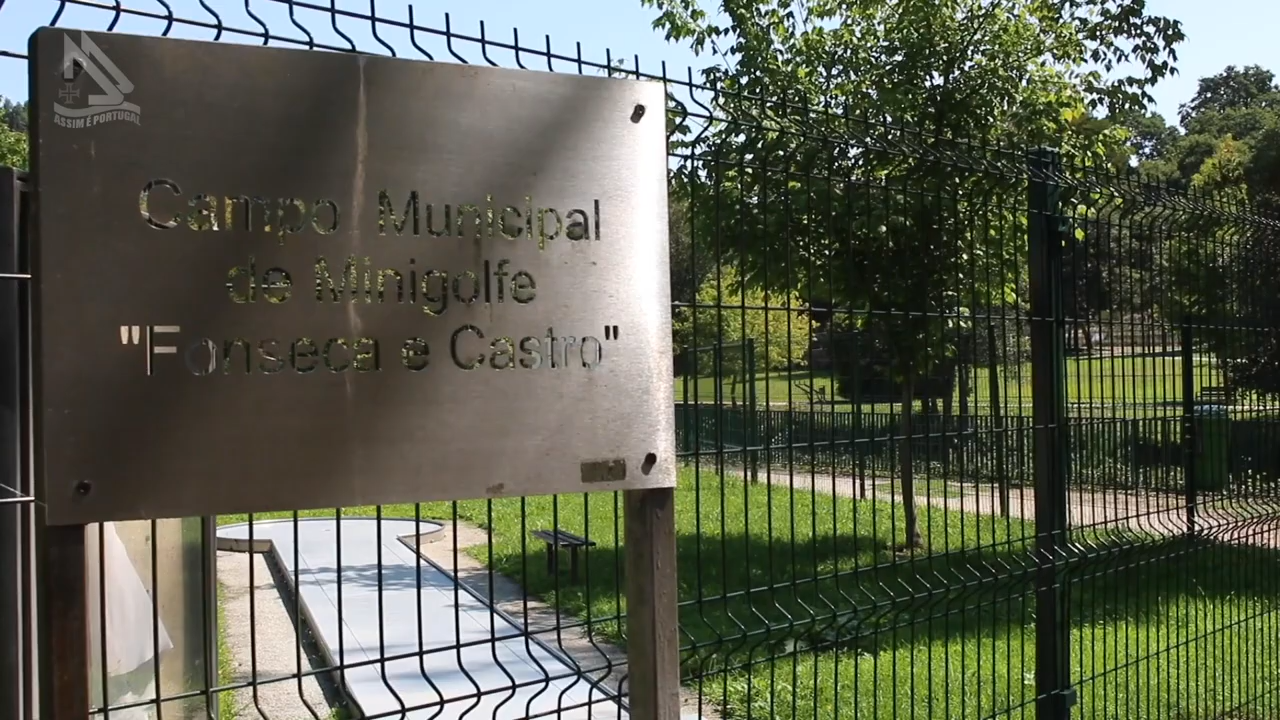 ASSIM É PORTUGAL
Campo Municipal
de Minigolfe
"Fonseca e Castro"